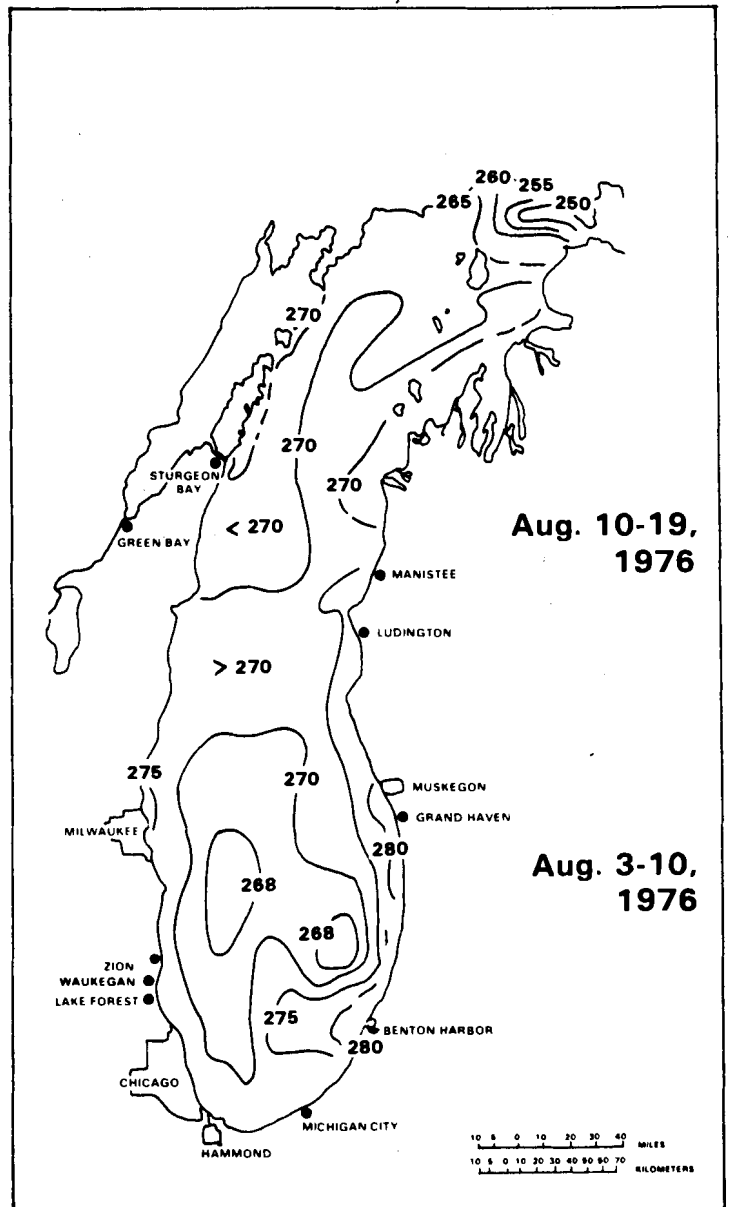 260
255
265
250
270
270
STURGEON
BAY
270
< 270
GREEN BAY
Aug. 10-19,
1976
MANISTEE
LUDINGTON
> 270
275
270
MUSKEGON
GRAND HAVEN
MILWAUKEE
280
Aug. 3-10,
1976
268
268
ZION
WAUKEGAN
LAKE FOREST
275
BENTON HARBOR
280
CHICAGO
MICHIGAN CITY
HAMMOND
10 5 0 10 20 30 40 MILES
10 5 0 10 20 30 40 50 60 70 KILOMETERS